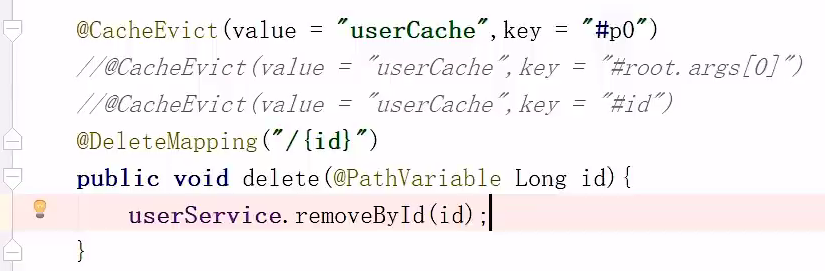 @CacheEvict(value = "userCache",key = "#p0")
//@CacheEvict(value = "userCache",key = "#root.args[0]")
//@CacheEvict(value = "userCache",key = "#id")
@DeleteMapping("/{id}")
public void delete(@PathVariable Long id){
userService.removeById(id);
}